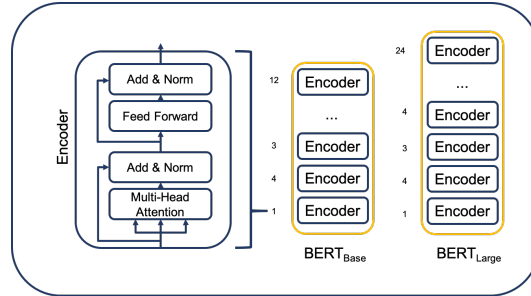 Encoder
Add & Norm
Feed Forward
Add & Norm
Multi-Head
Attention
12 Encoder
...
3 Encoder
4 Encoder
1 Encoder
BERTBase
24 Encoder
...
4 Encoder
3 Encoder
4 Encoder
1 Encoder
BERTLarge